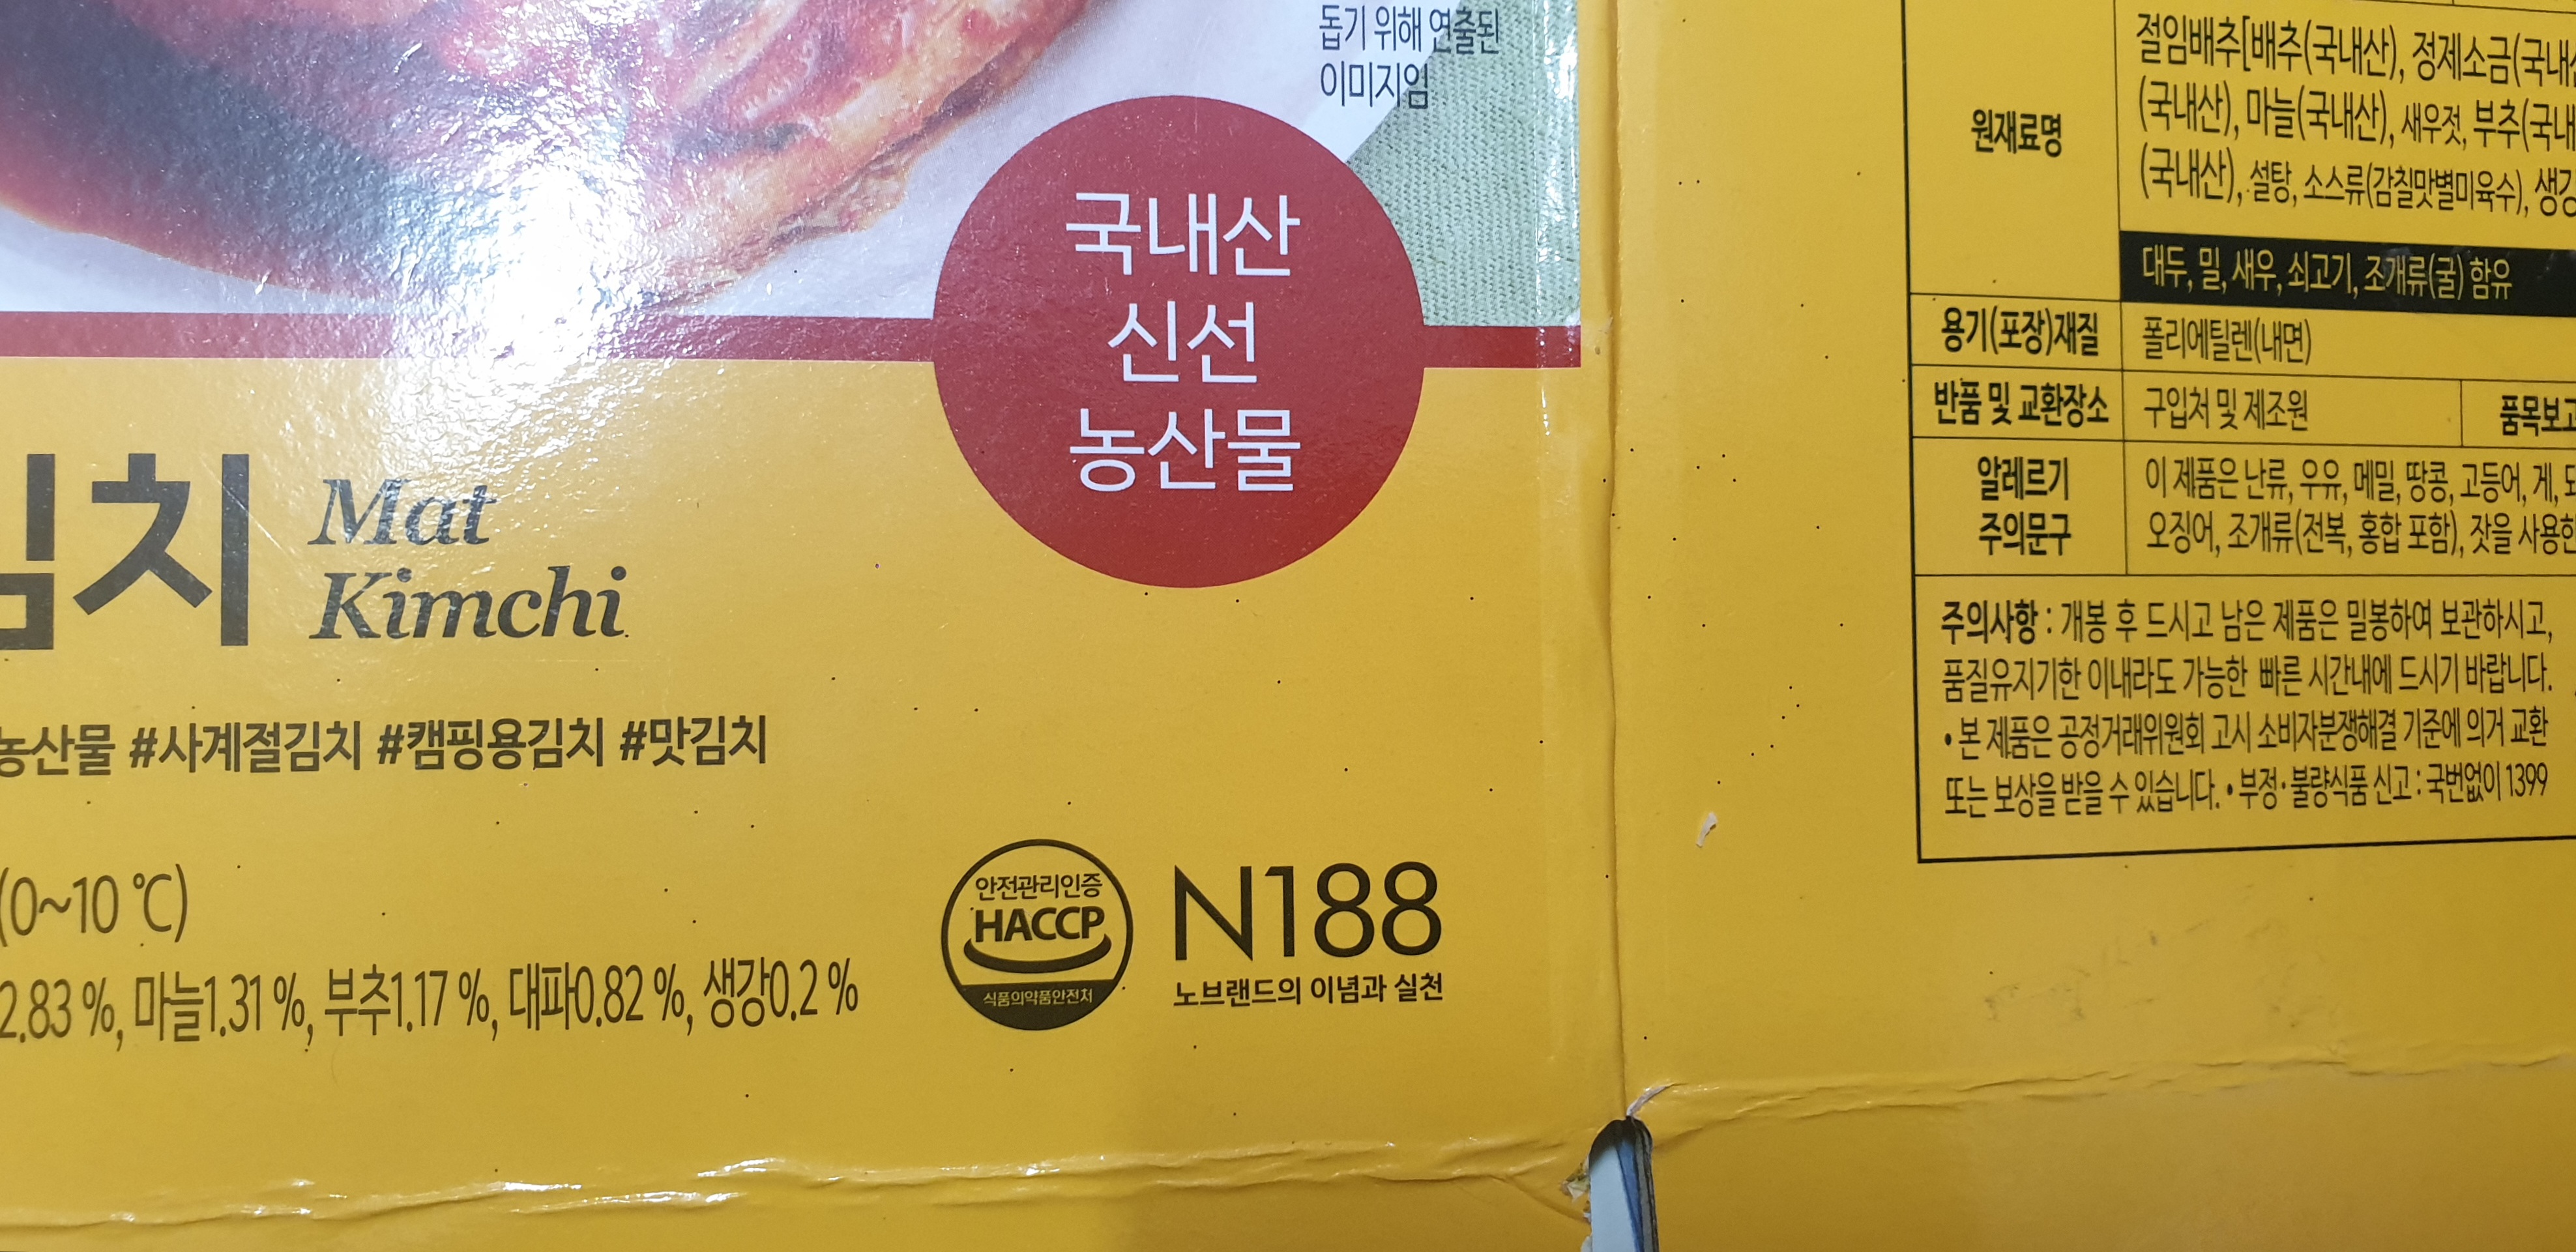 돕기 위해 연출된
이미지임
국내산
신선
농산물
김치
Mat
Kimchi
농산물 #사계절김치 #캠핑용김치 #맛김치
(0~10 ℃)
2.83 %, 마늘1.31 %, 부추1.17 %, 대파0.82 %, 생강0.2 %
안전관리인증
HACCP
식품의약품안전처
N188
노브랜드의 이념과 실천
원재료명
절임배추[배추(국내산), 정제소금(국내산
(국내산), 마늘(국내산), 새우젓, 부추(국내
(국내산), 설탕, 소스류(감칠맛별미육수), 생강
대두, 밀, 새우, 쇠고기, 조개류(굴) 함유
용기(포장)재질 폴리에틸렌(내면)
반품 및 교환장소 구입처 및 제조원 품목보고
알레르기
주의문구
이 제품은 난류, 우유, 메밀, 땅콩, 고등어, 게,
오징어, 조개류(전복, 홍합 포함), 잣을 사용한
주의사항 : 개봉 후 드시고 남은 제품은 밀봉하여 보관하시고,
품질유지기한 이내라도 가능한 빠른 시간내에 드시기 바랍니다.
• 본 제품은 공정거래위원회 고시 소비자분쟁해결 기준에 의거 교환
또는 보상을 받을 수 있습니다. • 부정·불량식품 신고 : 국번없이 1399